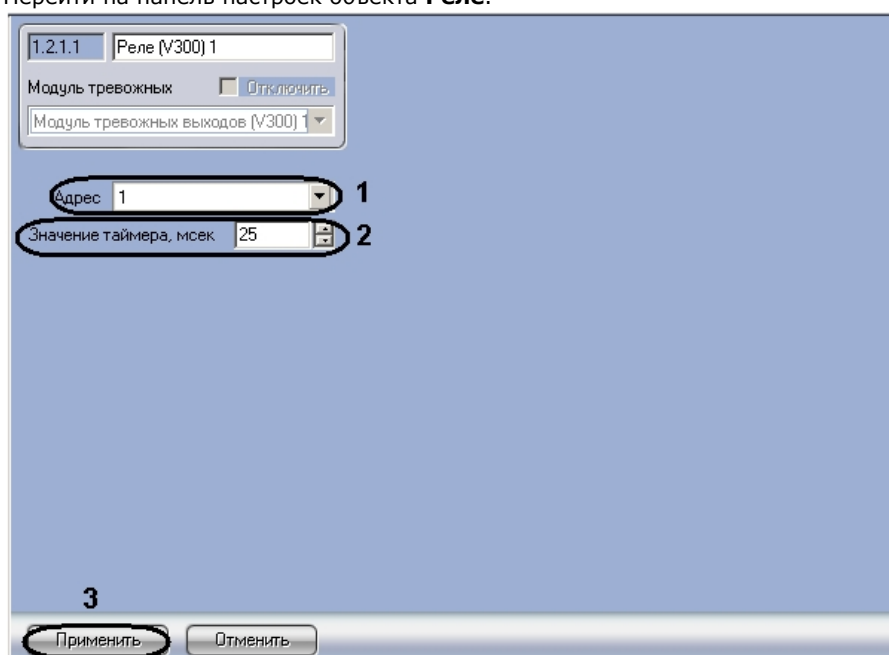 Перейти на панель настроек объекта Реле.
1.2.1.1 Реле (V300) 1
Модуль тревожных Отключить
Модуль тревожных выходов (V300) 1
Адрес 1 1
Значение таймера, мсек 25 2
3
Применить Отменить